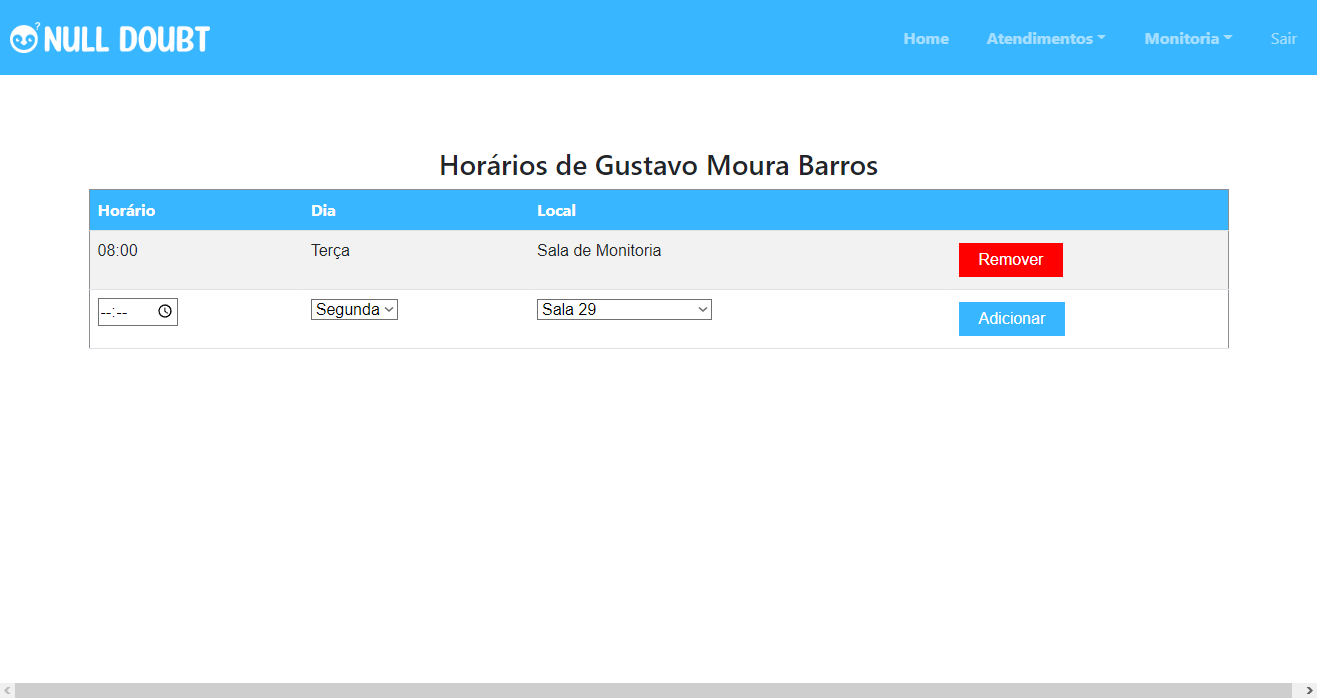 ? NULL DOUBT Home Atendimentos Monitoria Sair
Horários de Gustavo Moura Barros
Horário Dia Local
08:00 Terça Sala de Monitoria Remover
--:-- Segunda Sala 29 Adicionar